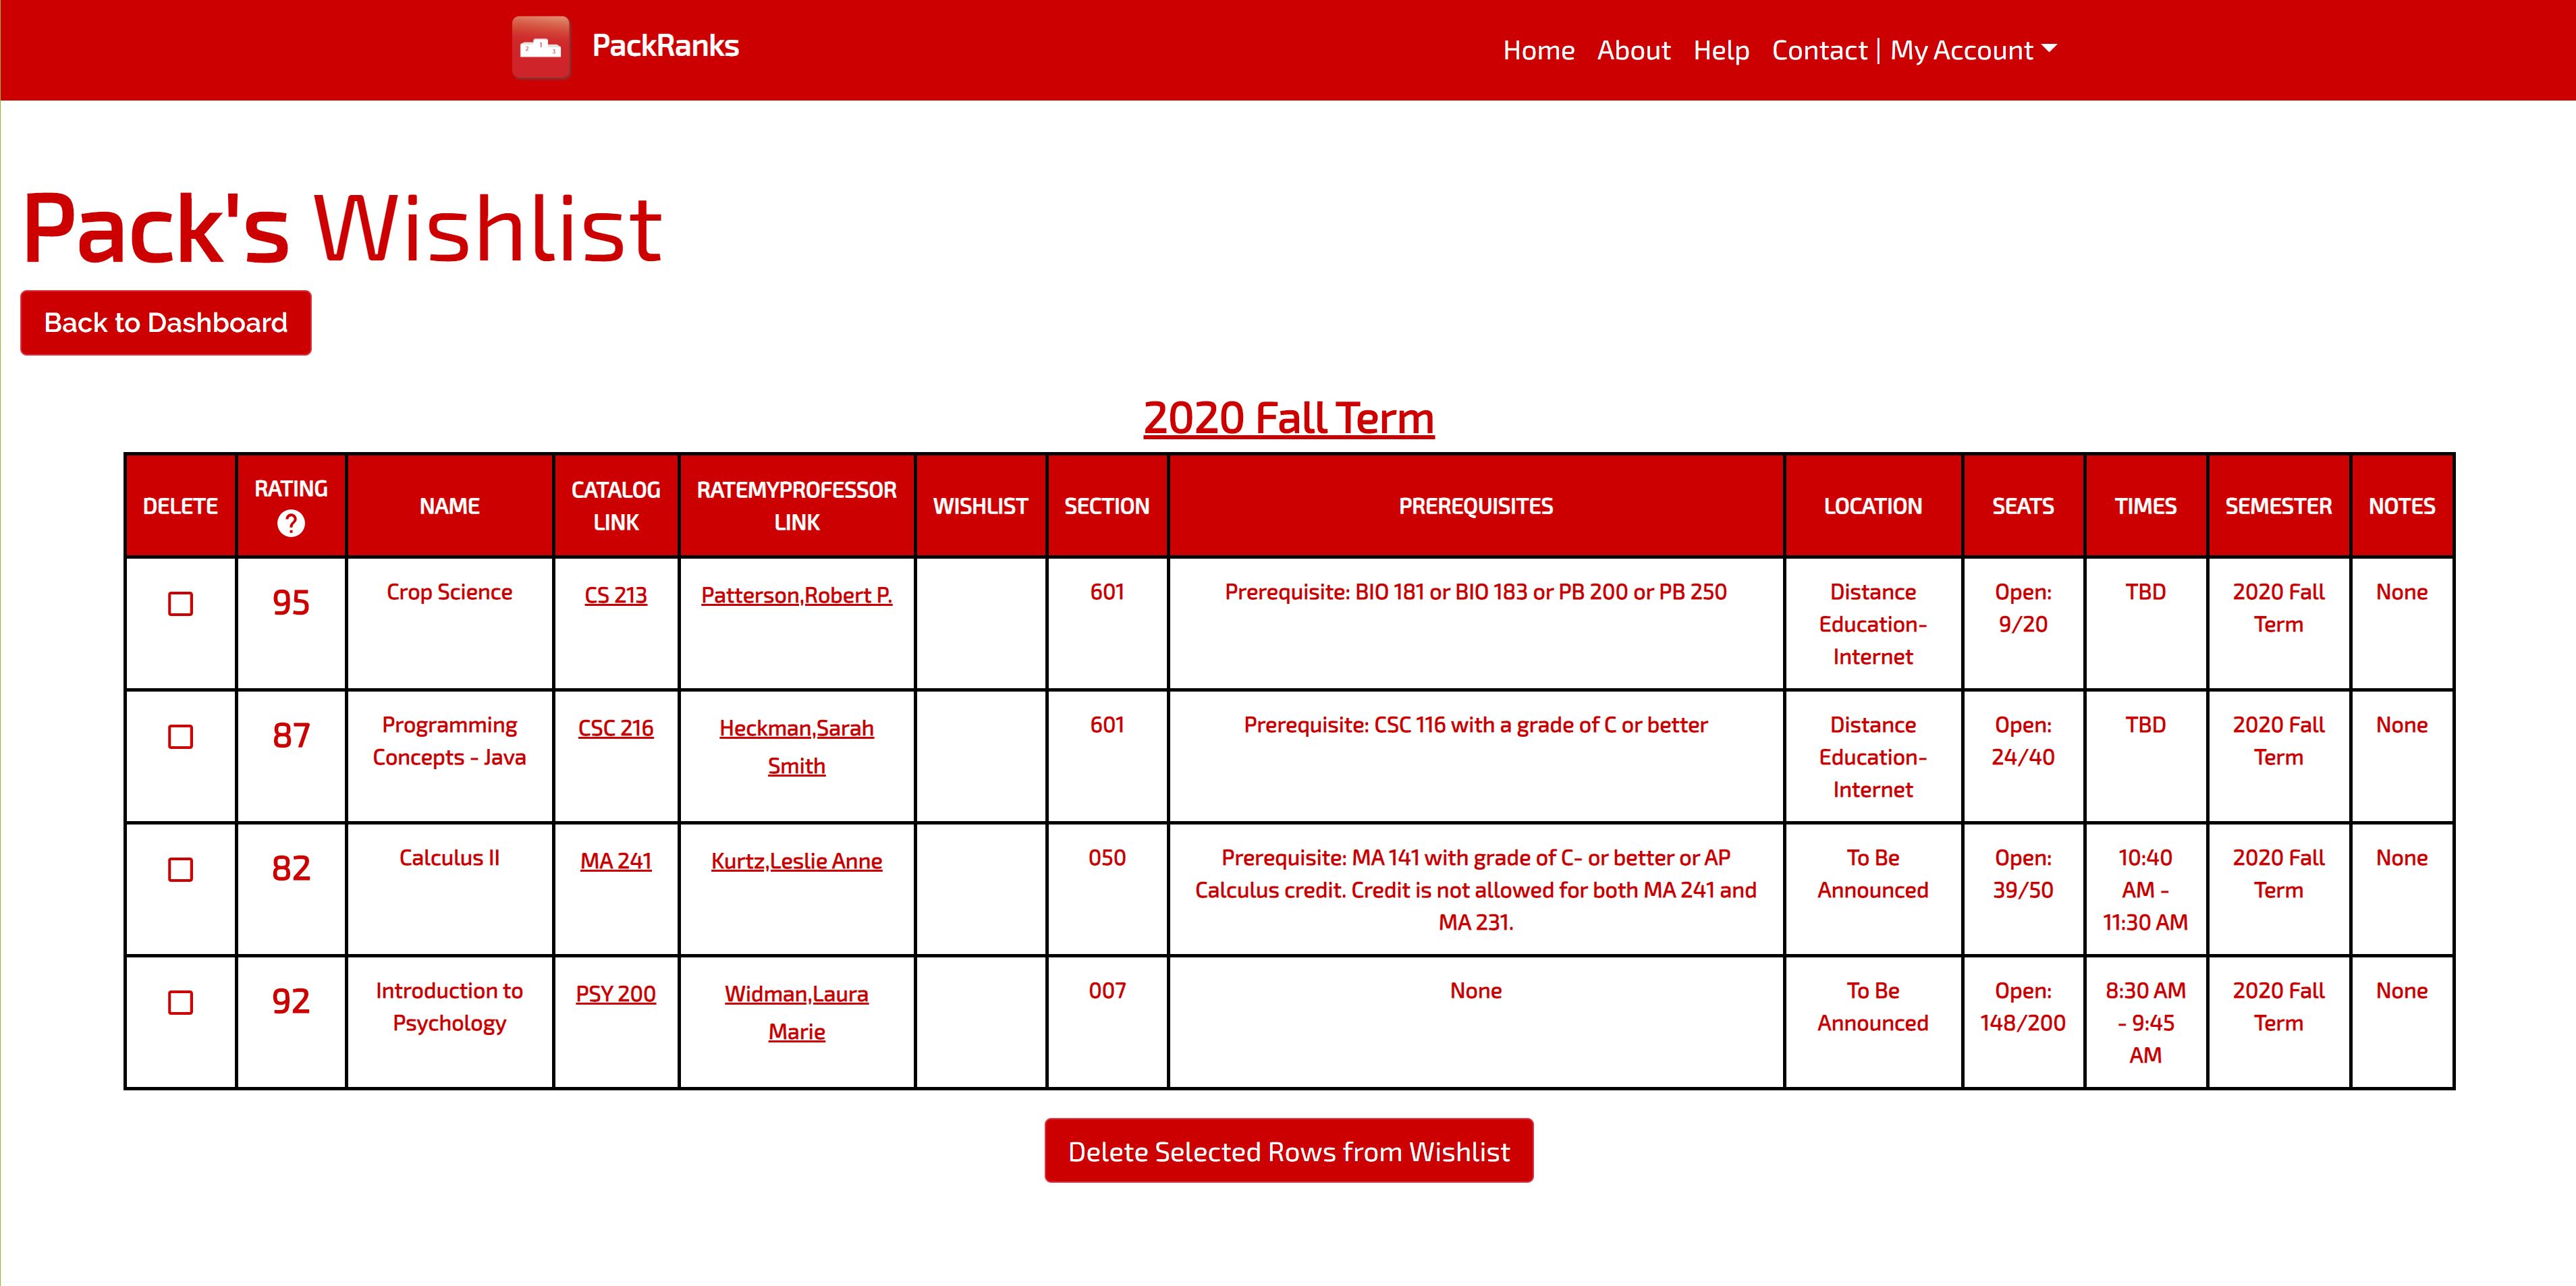 PackRanks
Home About Help Contact | My Account
Pack's Wishlist
Back to Dashboard
2020 Fall Term
DELETE
RATING
?
NAME
CATALOG
LINK
RATEMYPROFESSOR
LINK
WISHLIST
SECTION
PREREQUISITES
LOCATION
SEATS
TIMES
SEMESTER
NOTES
95
Crop Science
CS 213
Patterson,Robert P.
601
Prerequisite: BIO 181 or BIO 183 or PB 200 or PB 250
Distance
Education-
Internet
Open:
9/20
TBD
2020 Fall
Term
None
87
Programming
Concepts - Java
CSC 216
Heckman,Sarah
Smith
601
Prerequisite: CSC 116 with a grade of C or better
Distance
Education-
Internet
Open:
24/40
TBD
2020 Fall
Term
None
82
Calculus II
MA 241
Kurtz,Leslie Anne
050
Prerequisite: MA 141 with grade of C- or better or AP
Calculus credit. Credit is not allowed for both MA 241 and
MA 231.
To Be
Announced
Open:
39/50
10:40
AM -
11:30 AM
2020 Fall
Term
None
92
Introduction to
Psychology
PSY 200
Widman,Laura
Marie
007
None
To Be
Announced
Open:
148/200
8:30 AM
- 9:45
AM
2020 Fall
Term
None
Delete Selected Rows from Wishlist